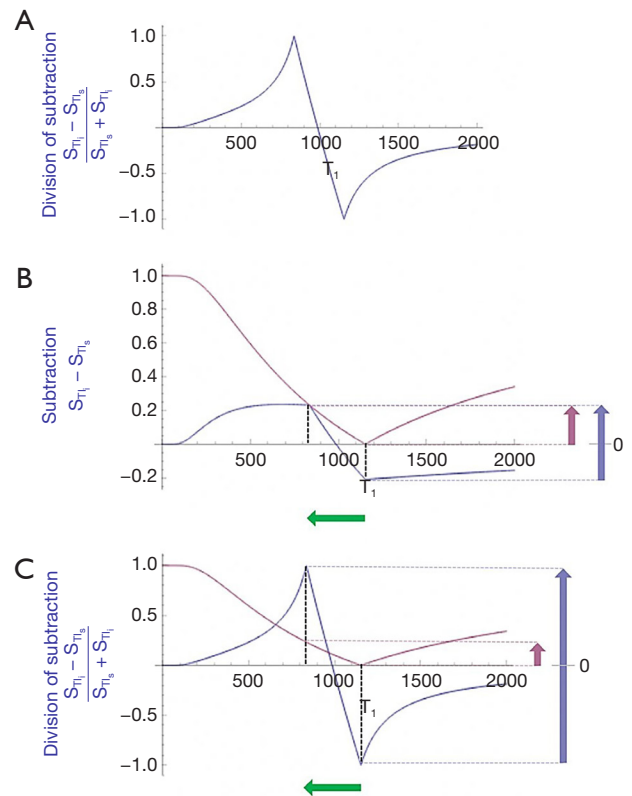 A
Division of subtraction
S_TIi – S_TIs
S_TIs + S_TIi
1.0
0.5
−0.5
−1.0
500
1000
1500
2000
T1
B
Subtraction
S_TIi – S_TIs
1.0
0.8
0.6
0.4
0.2
−0.2
500
1000
1500
2000
0
T1
C
Division of subtraction
S_TIi – S_TIs
S_TIs + S_TIi
1.0
0.5
−0.5
−1.0
500
1000
1500
2000
0
T1